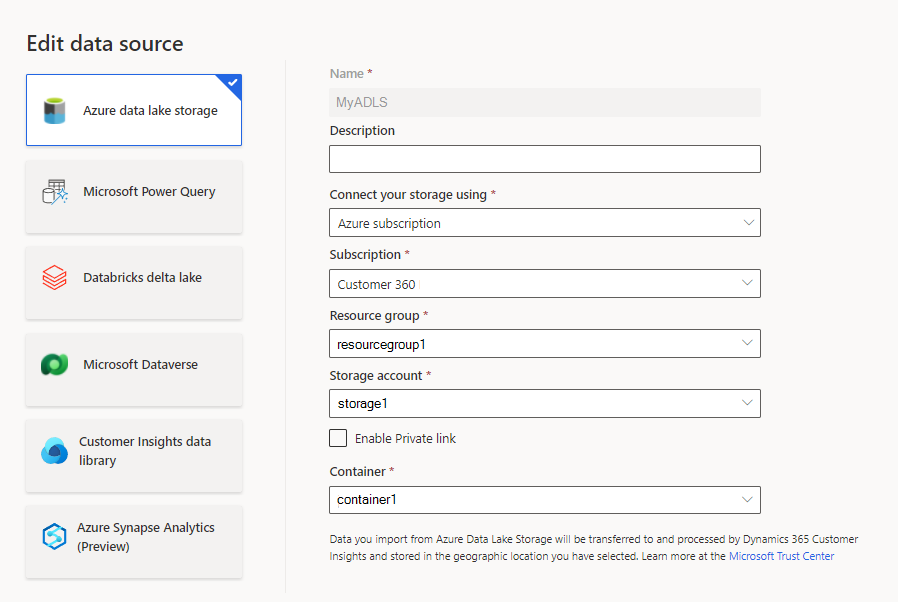 Edit data source
Azure data lake storage
Microsoft Power Query
Databricks delta lake
Microsoft Dataverse
Customer Insights data
library
Azure Synapse Analytics
(Preview)
Name *
MyADLS
Description
Connect your storage using *
Azure subscription
Subscription *
Customer 360
Resource group *
resourcegroup1
Storage account *
storage1
Enable Private link
Container *
container1
Data you import from Azure Data Lake Storage will be transferred to and processed by Dynamics 365 Customer
Insights and stored in the geographic location you have selected. Learn more at the Microsoft Trust Center